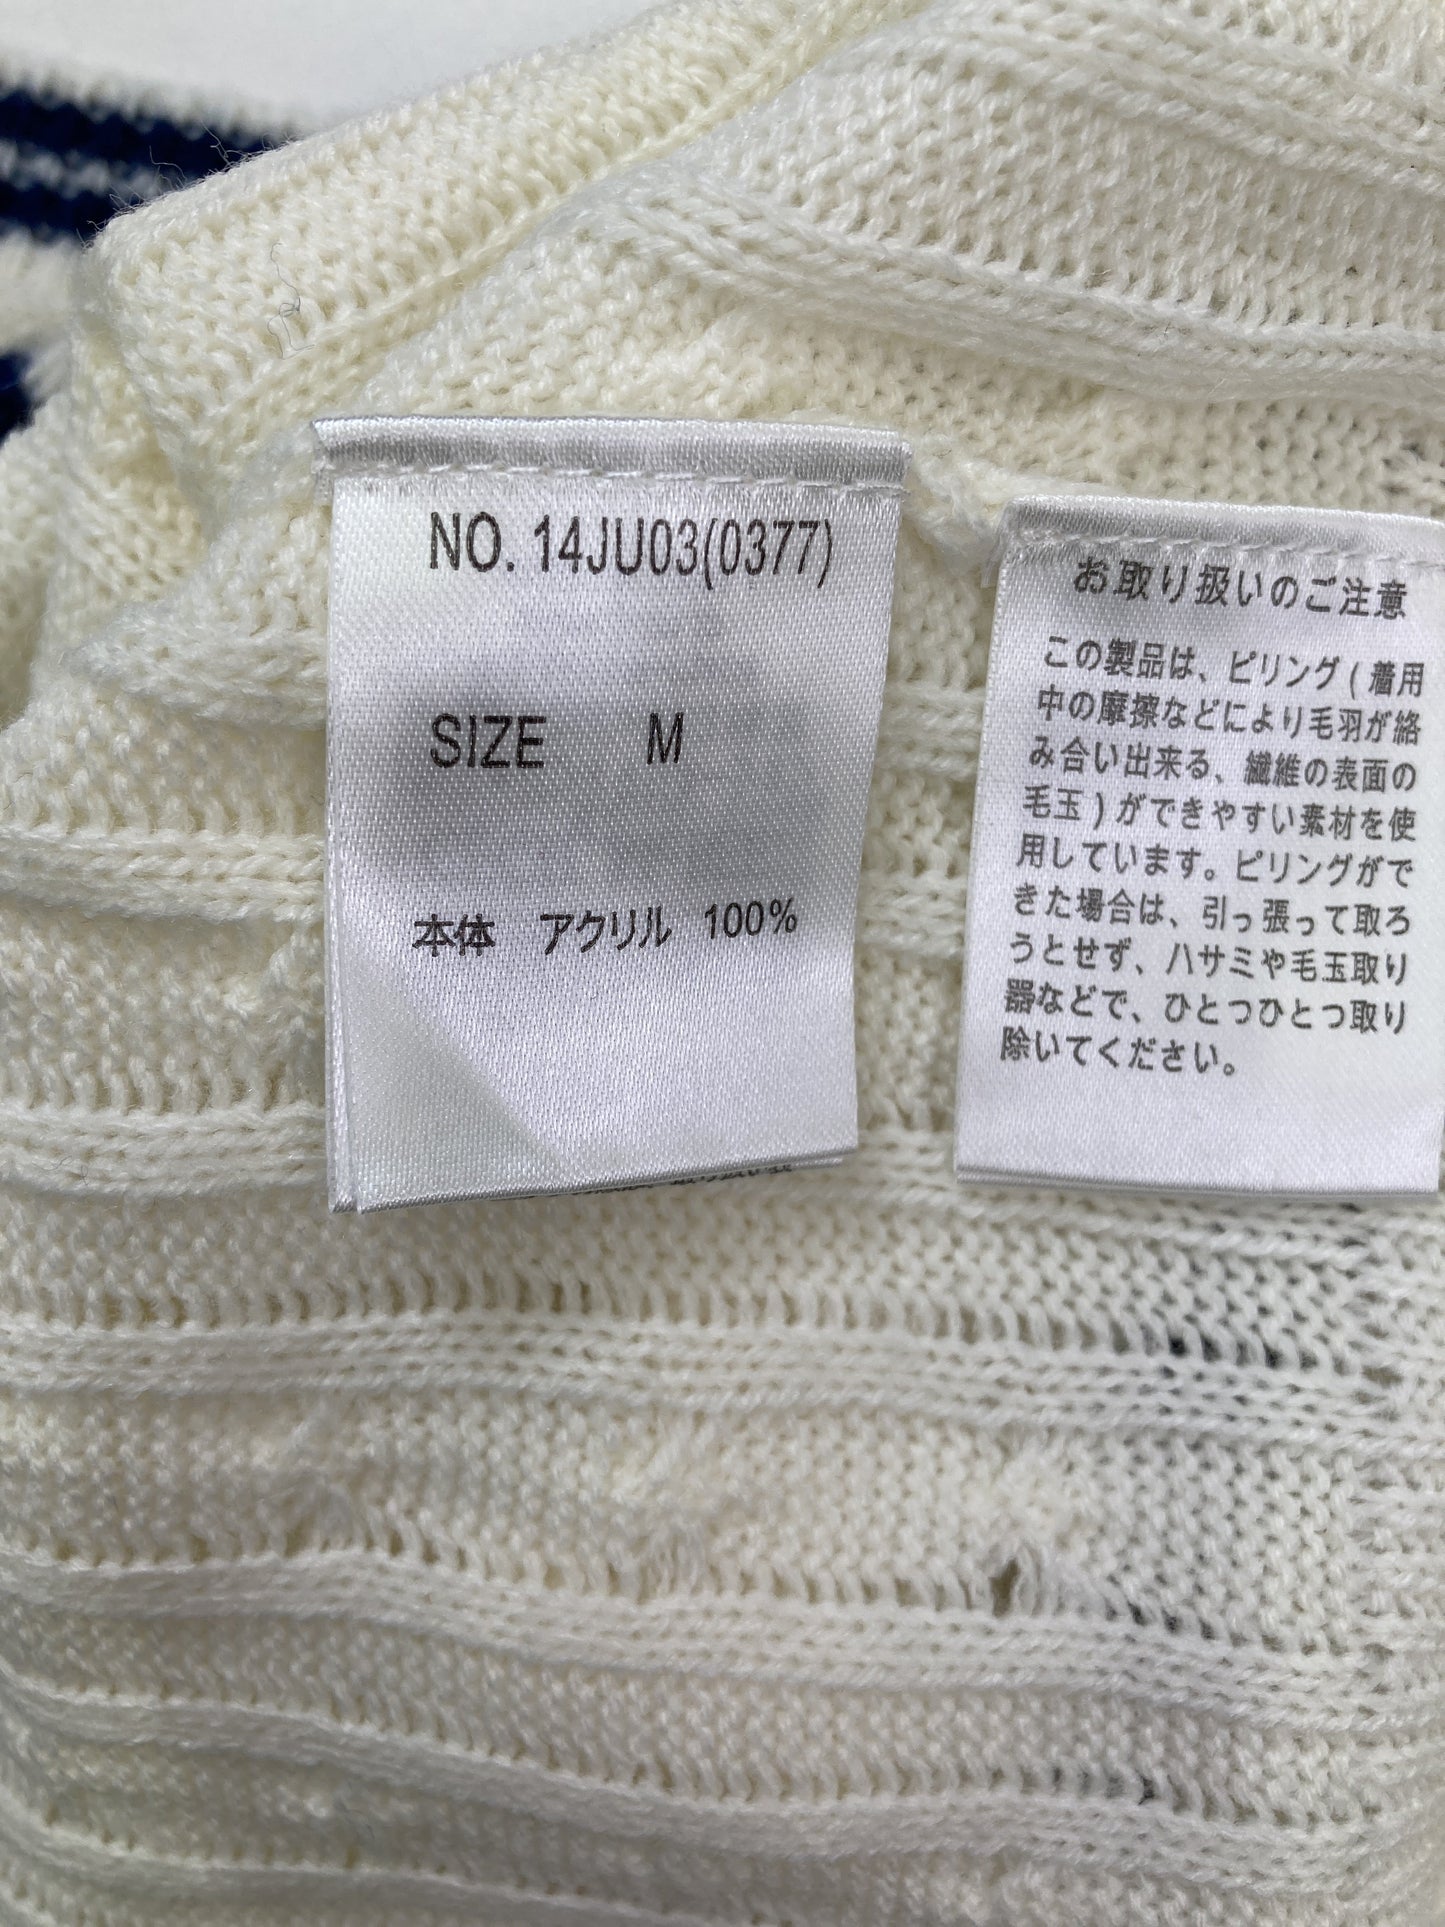 NO. 14JU03(0377)
SIZE M
本体 アクリル 100%
お取り扱いのご注意
この製品は、ピリング(着用
中の摩擦などにより毛羽が絡
み合い出来る、繊維の表面の
毛玉)ができやすい素材を使
用しています。ピリングがで
きた場合は、引っ張って取ろ
うとせず、ハサミや毛玉取り
器などで、ひとつひとつ取り
除いてください。